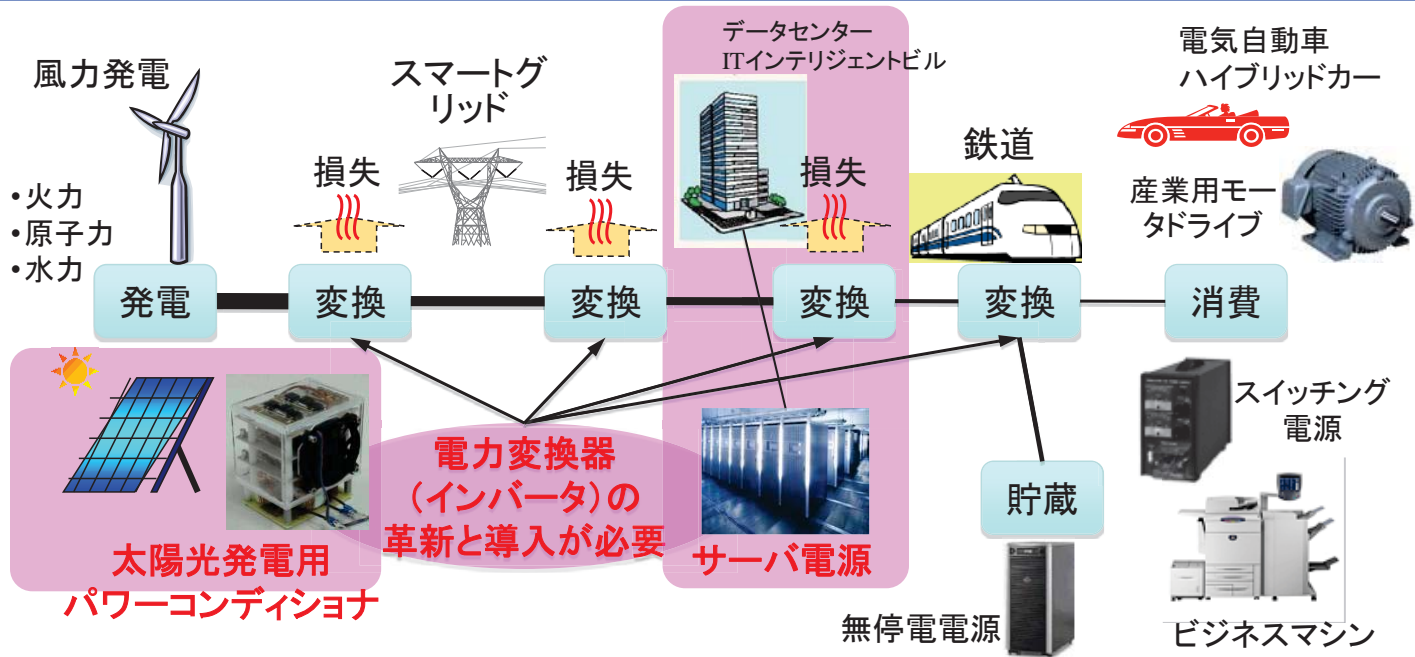 風力発電
スマートグ
リッド
データセンター
ITインテリジェントビル
電気自動車
ハイブリッドカー
•火力
•原子力
•水力
損失
損失
損失
鉄道
産業用モー
タドライブ
発電
変換
変換
変換
変換
消費
電力変換器
（インバータ）の
革新と導入が必要
太陽光発電用
パワーコンディショナ
サーバ電源
貯蔵
スイッチング
電源
無停電電源
ビジネスマシン